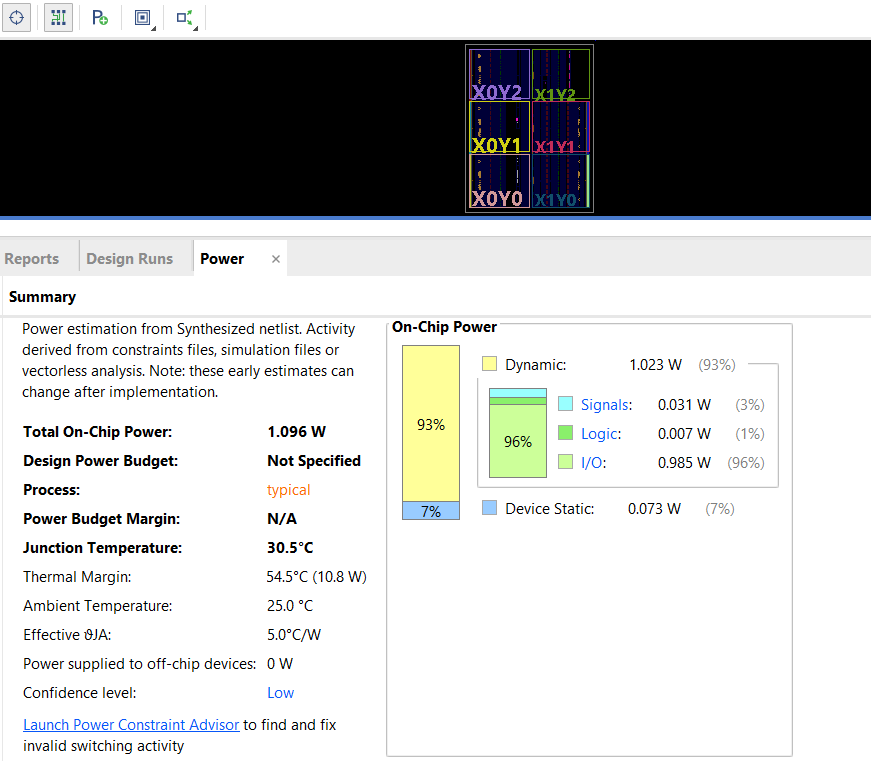 X0Y2 X1Y2
X0Y1 X1Y1
X0Y0 X1Y0
Reports Design Runs Power ×
Summary
Power estimation from Synthesized netlist. Activity
derived from constraints files, simulation files or
vectorless analysis. Note: these early estimates can
change after implementation.
Total On-Chip Power: 1.096 W
Design Power Budget: Not Specified
Process: typical
Power Budget Margin: N/A
Junction Temperature: 30.5°C
Thermal Margin: 54.5°C (10.8 W)
Ambient Temperature: 25.0 °C
Effective ϑJA: 5.0°C/W
Power supplied to off-chip devices: 0 W
Confidence level: Low
Launch Power Constraint Advisor to find and fix
invalid switching activity
On-Chip Power
93%
7%
Dynamic: 1.023 W (93%)
96%
Signals: 0.031 W (3%)
Logic: 0.007 W (1%)
I/O: 0.985 W (96%)
Device Static: 0.073 W (7%)